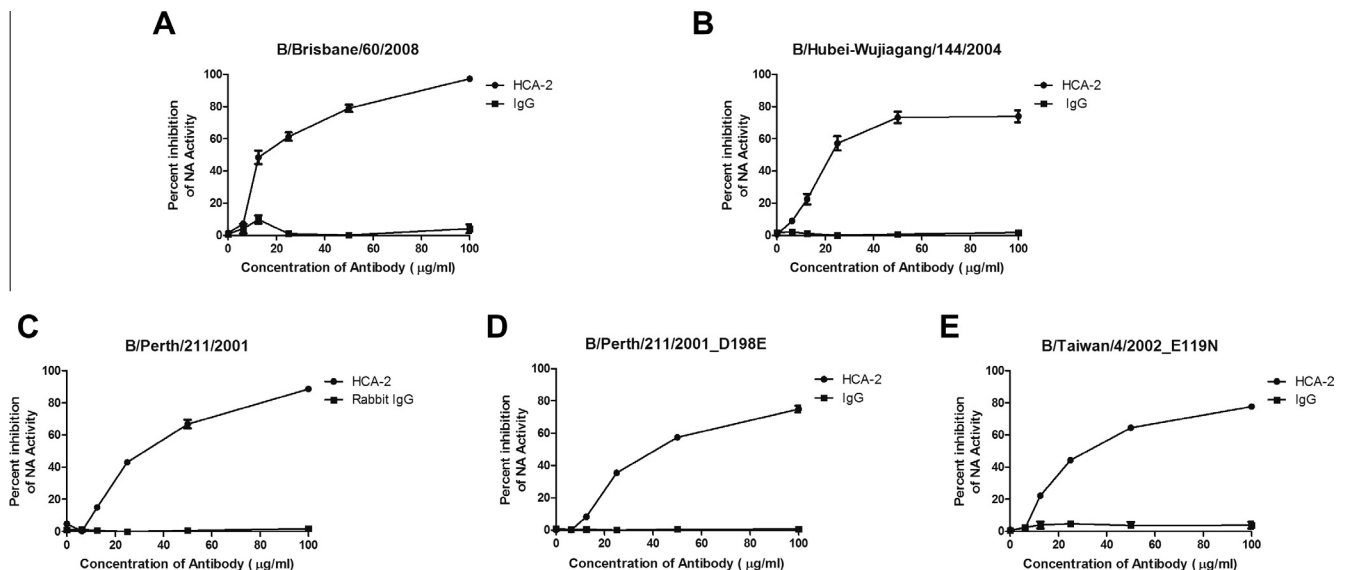 A
B/Brisbane/60/2008
Percent inhibition
of NA Activity
100
80
60
40
20
0
0 20 40 60 80 100
Concentration of Antibody ( μg/ml)
HCA-2
IgG
B
B/Hubei-Wujiagang/144/2004
Percent inhibition
of NA Activity
100
80
60
40
20
0
0 20 40 60 80 100
Concentration of Antibody ( μg/ml)
HCA-2
IgG
C
B/Perth/211/2001
Percent inhibition
of NA Activity
100
80
60
40
20
0
0 20 40 60 80 100
Concentration of Antibody ( μg/ml)
HCA-2
Rabbit IgG
D
B/Perth/211/2001_D198E
Percent inhibition
of NA Activity
100
80
60
40
20
0
0 20 40 60 80 100
Concentration of Antibody ( μg/ml)
HCA-2
IgG
E
B/Taiwan/4/2002_E119N
Percent inhibition
of NA Activity
100
80
60
40
20
0
0 20 40 60 80 100
Concentration of Antibody ( μg/ml)
HCA-2
IgG